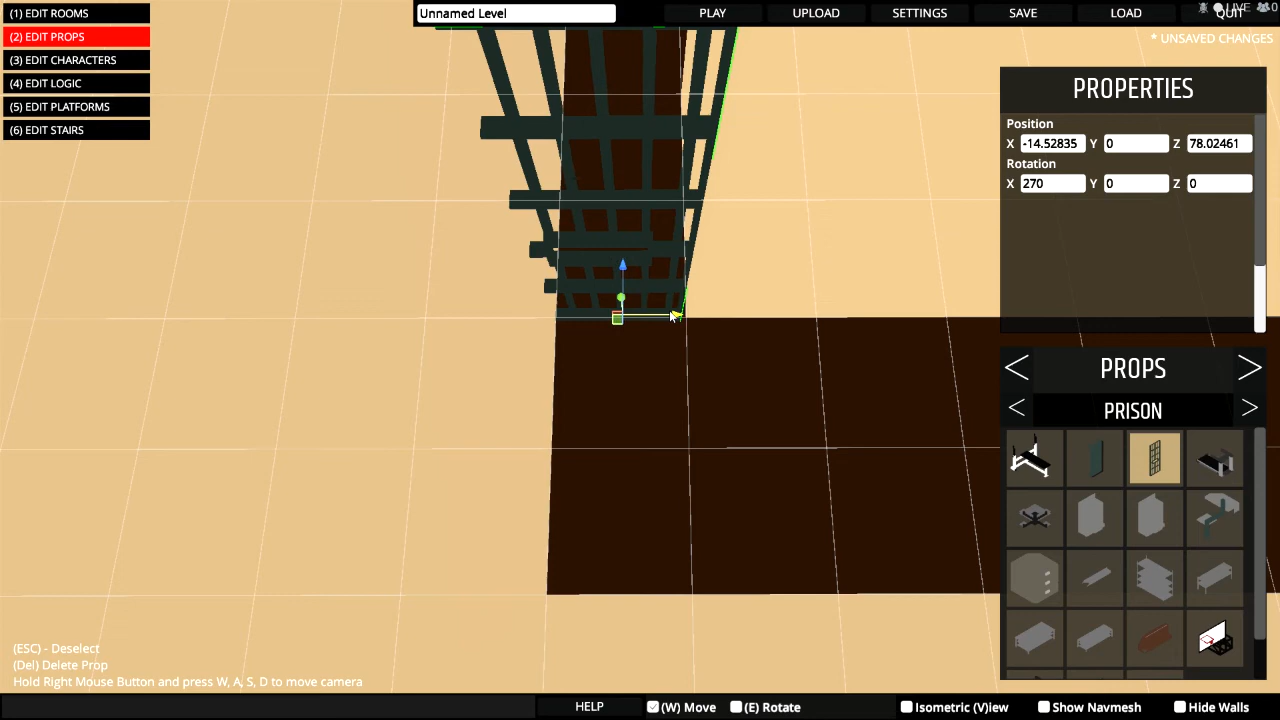 (1) EDIT ROOMS
(2) EDIT PROPS
(3) EDIT CHARACTERS
(4) EDIT LOGIC
(5) EDIT PLATFORMS
(6) EDIT STAIRS
Unnamed Level
PLAY UPLOAD SETTINGS SAVE LOAD QUIT
LIVE 0
* UNSAVED CHANGES
PROPERTIES
Position
X -14.52835 Y 0 Z 78.02461
Rotation
X 270 Y 0 Z 0
< PROPS >
< PRISON >
(ESC) - Deselect
(Del) Delete Prop
Hold Right Mouse Button and press W, A, S, D to move camera
HELP (W) Move (E) Rotate Isometric (V)iew Show Navmesh Hide Walls